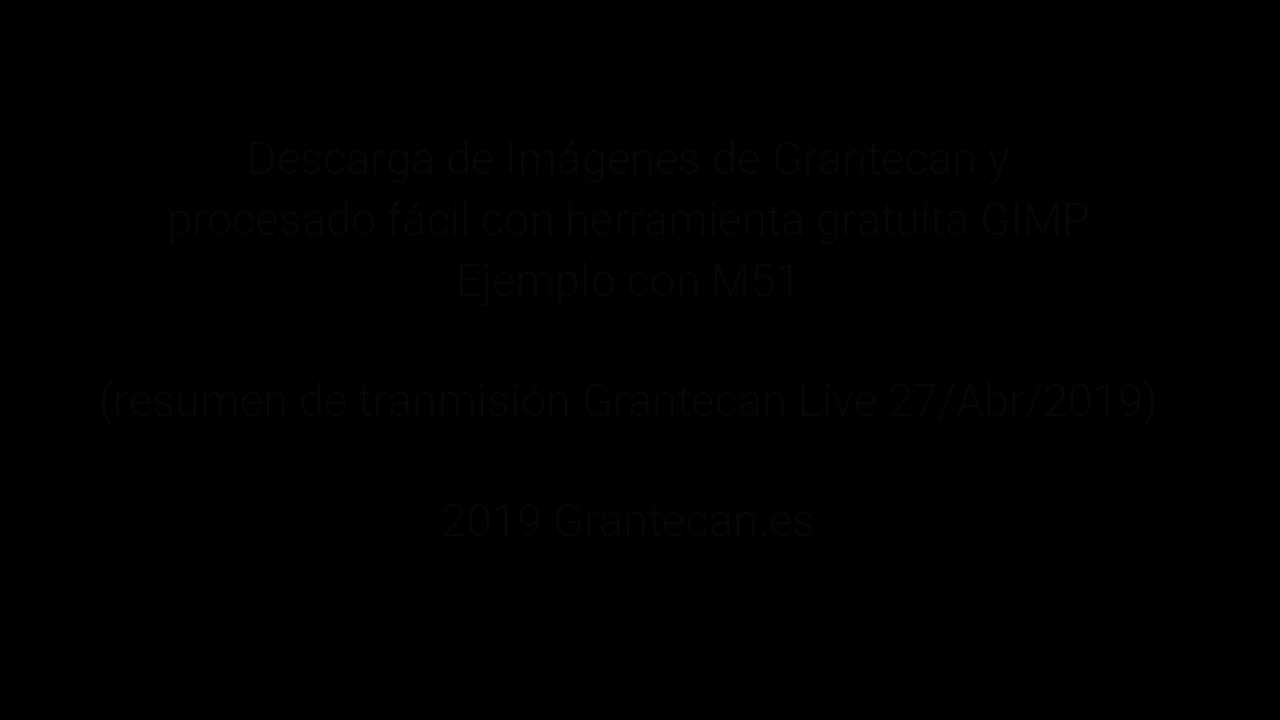 Descarga de Imágenes de Grantecan y
procesado fácil con herramienta gratuita GIMP
Ejemplo con M51
(resumen de tranmisión Grantecan Live 27/Abr/2019)
2019 Grantecan.es